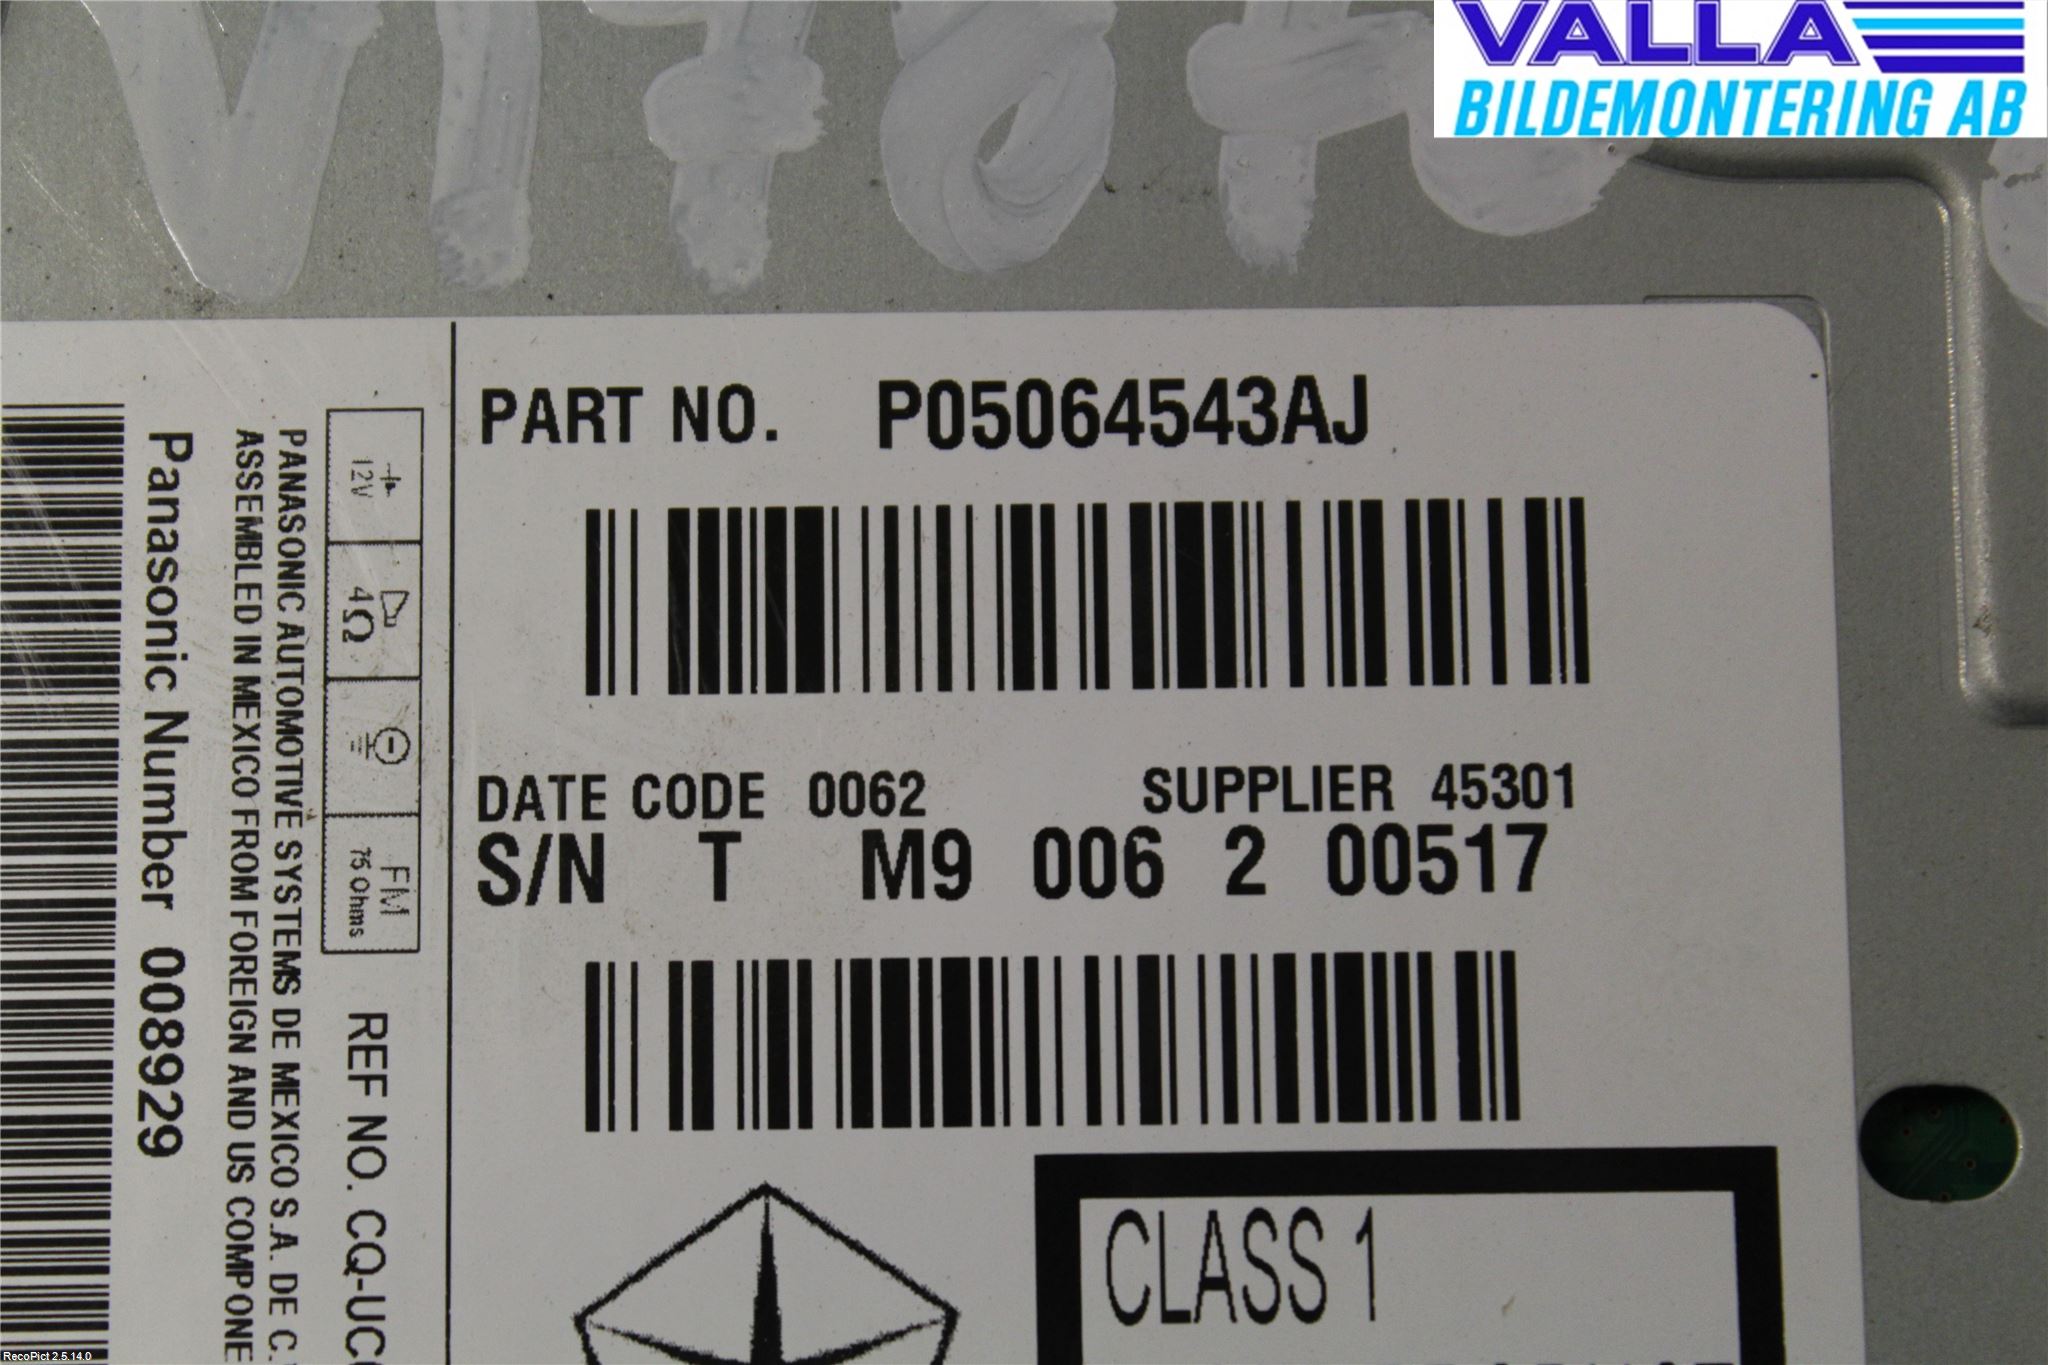 VALLA
BILDEMONTERING AB
PART NO. P05064543AJ
DATE CODE 0062 SUPPLIER 45301
S/N T M9 006 2 00517
CLASS 1
12V
4Ω
FM
75 Ohms
REF NO. CQ-UC
PANASONIC AUTOMOTIVE SYSTEMS DE MEXICO S.A. DE C.
ASSEMBLED IN MEXICO FROM FOREIGN AND US COMPONE
Panasonic Number 008929
RecoPict 2.5.14.0